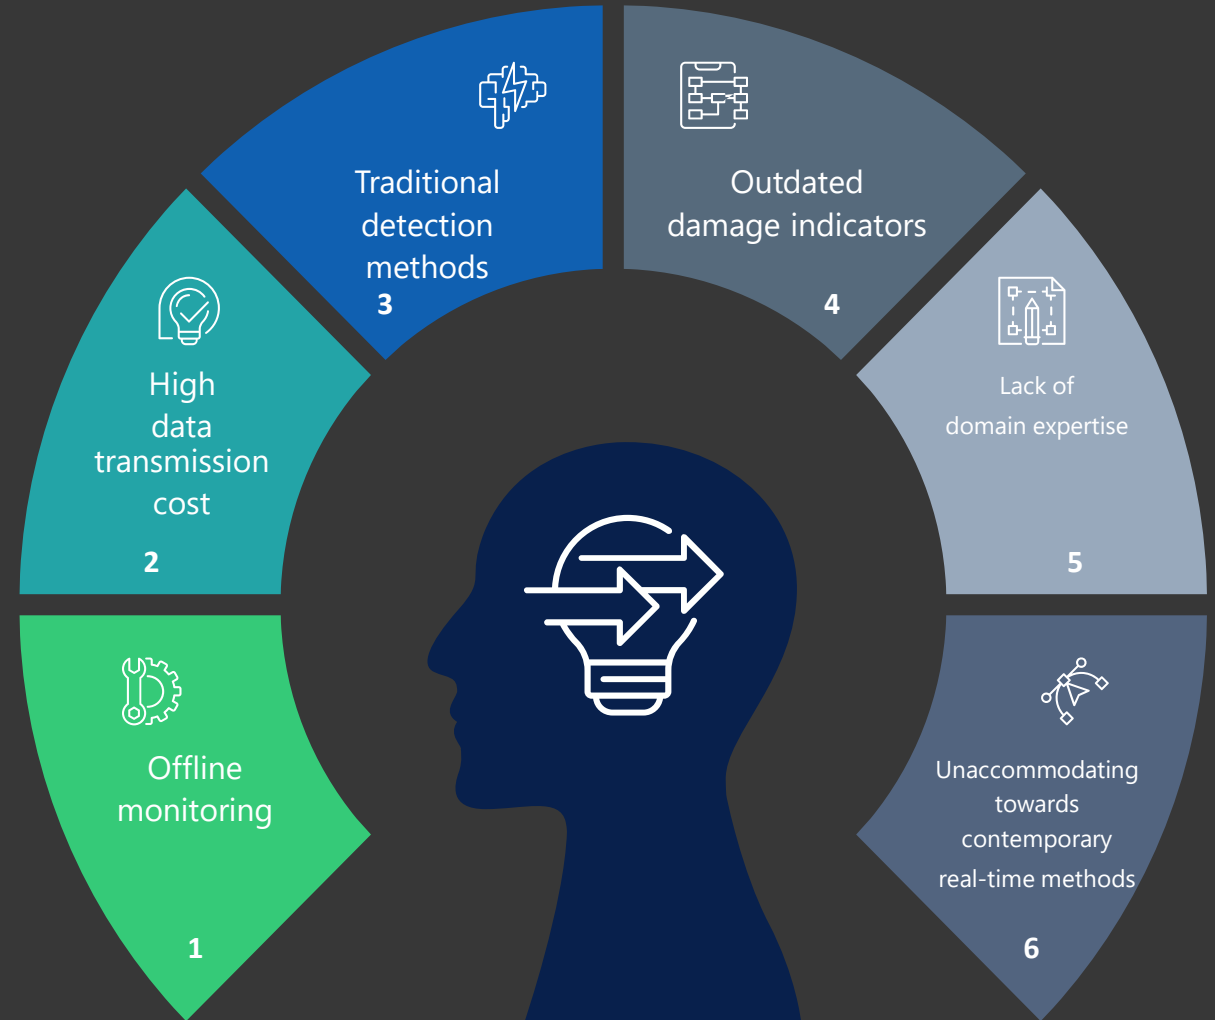 Offline
monitoring
1
High
data
transmission
cost
2
Traditional
detection
methods
3
Outdated
damage indicators
4
Lack of
domain expertise
5
Unaccommodating
towards
contemporary
real-time methods
6